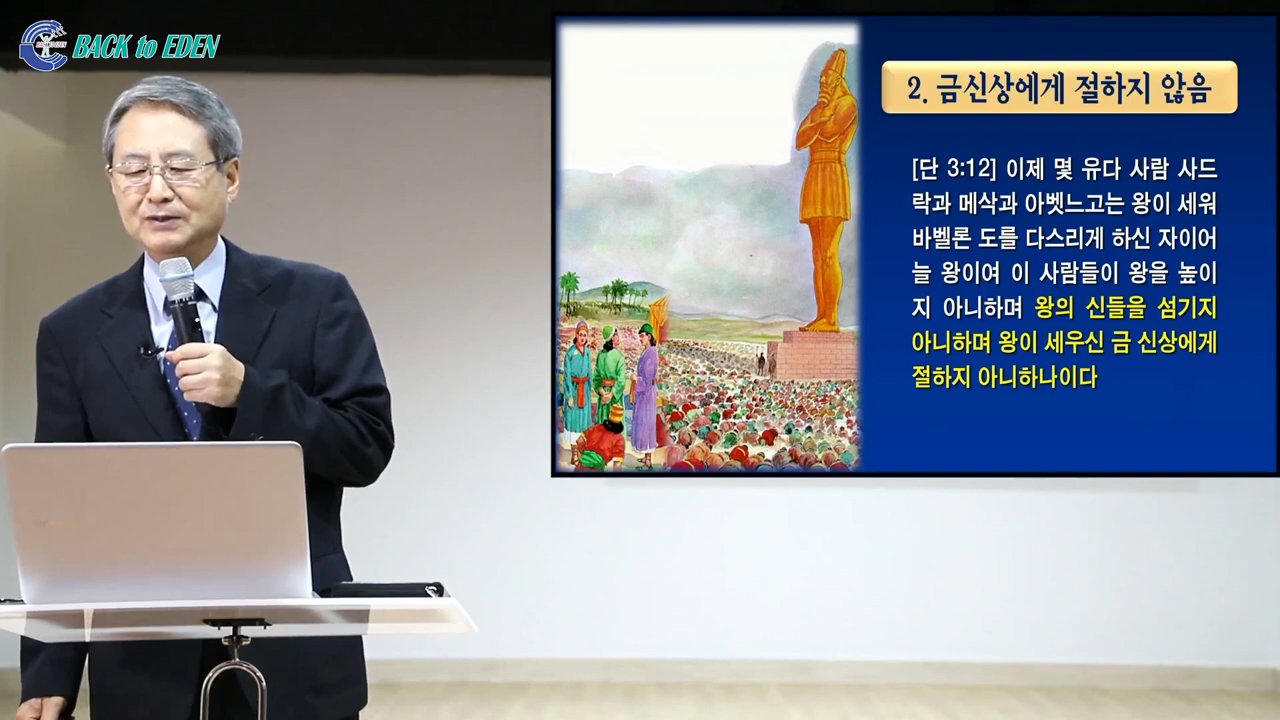 BACK to EDEN
2. 금신상에게 절하지 않음
[단 3:12] 이제 몇 유다 사람 사드
락과 메삭과 아벳느고는 왕이 세워
바벨론 도를 다스리게 하신 자이어
늘 왕이여 이 사람들이 왕을 높이
지 아니하며 왕의 신들을 섬기지
아니하며 왕이 세우신 금 신상에게
절하지 아니하나이다